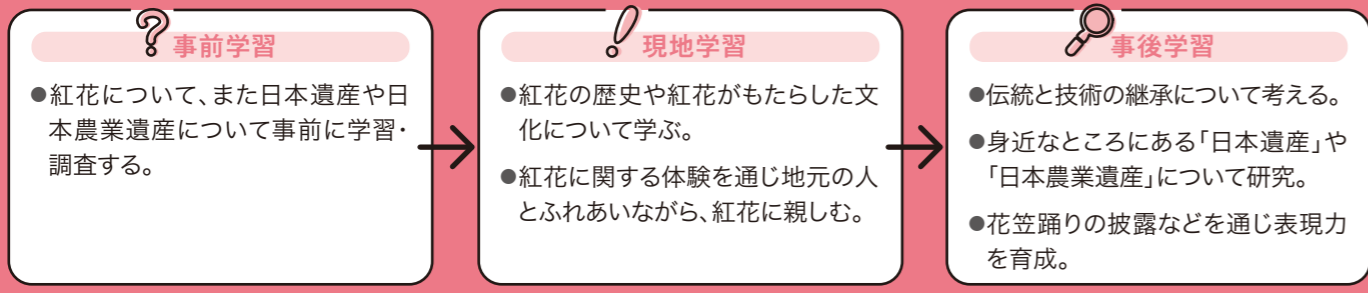 事前学習
●紅花について、また日本遺産や日
本農業遺産について事前に学習・
調査する。
現地学習
●紅花の歴史や紅花がもたらした文
化について学ぶ。
●紅花に関する体験を通じ地元の人
とふれあいながら、紅花に親しむ。
事後学習
●伝統と技術の継承について考える。
●身近なところにある「日本遺産」や
「日本農業遺産」について研究。
●花笠踊りの披露などを通じ表現力
を育成。